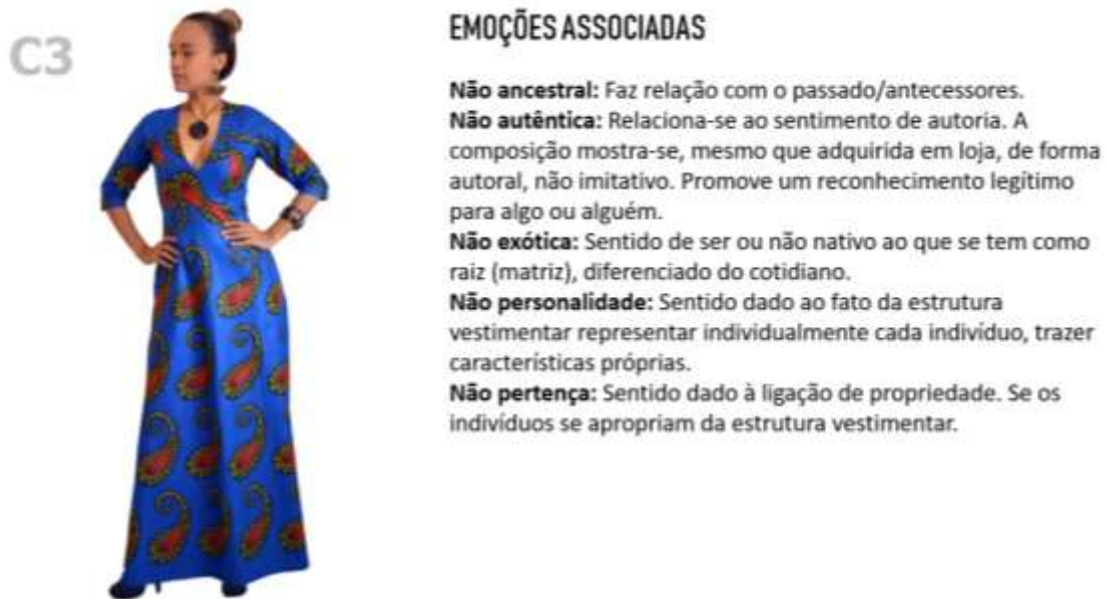 C3
EMOÇÕES ASSOCIADAS
Não ancestral: Faz relação com o passado/antecessores.
Não autêntica: Relaciona-se ao sentimento de autoria. A
composição mostra-se, mesmo que adquirida em loja, de forma
autoral, não imitativo. Promove um reconhecimento legítimo
para algo ou alguém.
Não exótica: Sentido de ser ou não nativo ao que se tem como
raiz (matriz), diferenciado do cotidiano.
Não personalidade: Sentido dado ao fato da estrutura
vestimentar representar individualmente cada indivíduo, trazer
características próprias.
Não pertença: Sentido dado à ligação de propriedade. Se os
indivíduos se apropriam da estrutura vestimentar.